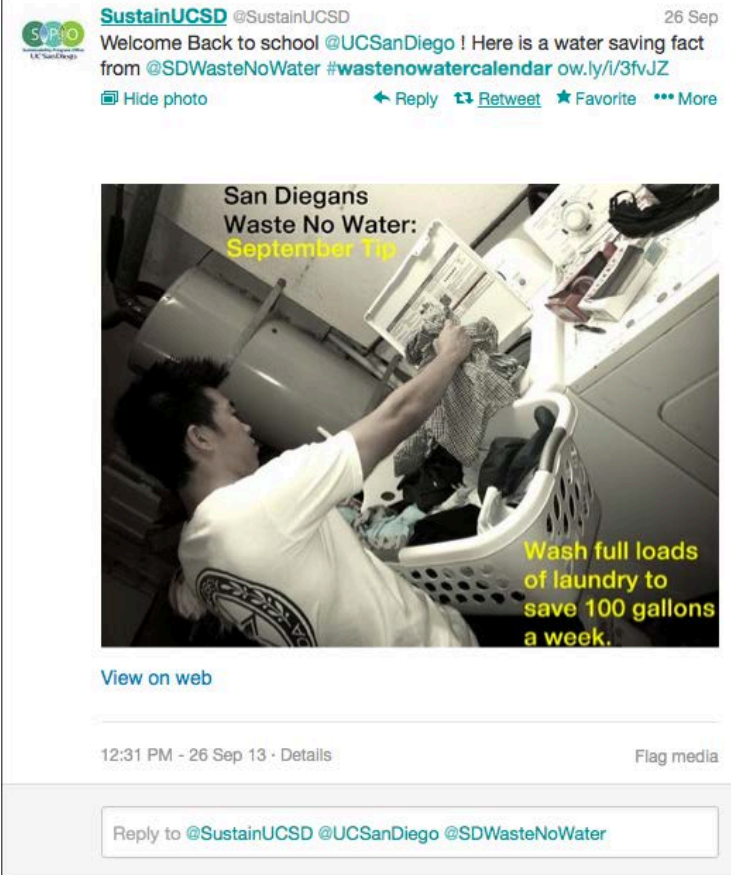 SustainUCSD @SustainUCSD 26 Sep
Welcome Back to school @UCSanDiego ! Here is a water saving fact
from @SDWasteNoWater #wastenowatercalendar ow.ly/i/3fvJZ
Hide photo Reply Retweet Favorite More
San Diegans
Waste No Water:
September Tip
Wash full loads
of laundry to
save 100 gallons
a week.
View on web
12:31 PM - 26 Sep 13 · Details Flag media
Reply to @SustainUCSD @UCSanDiego @SDWasteNoWater